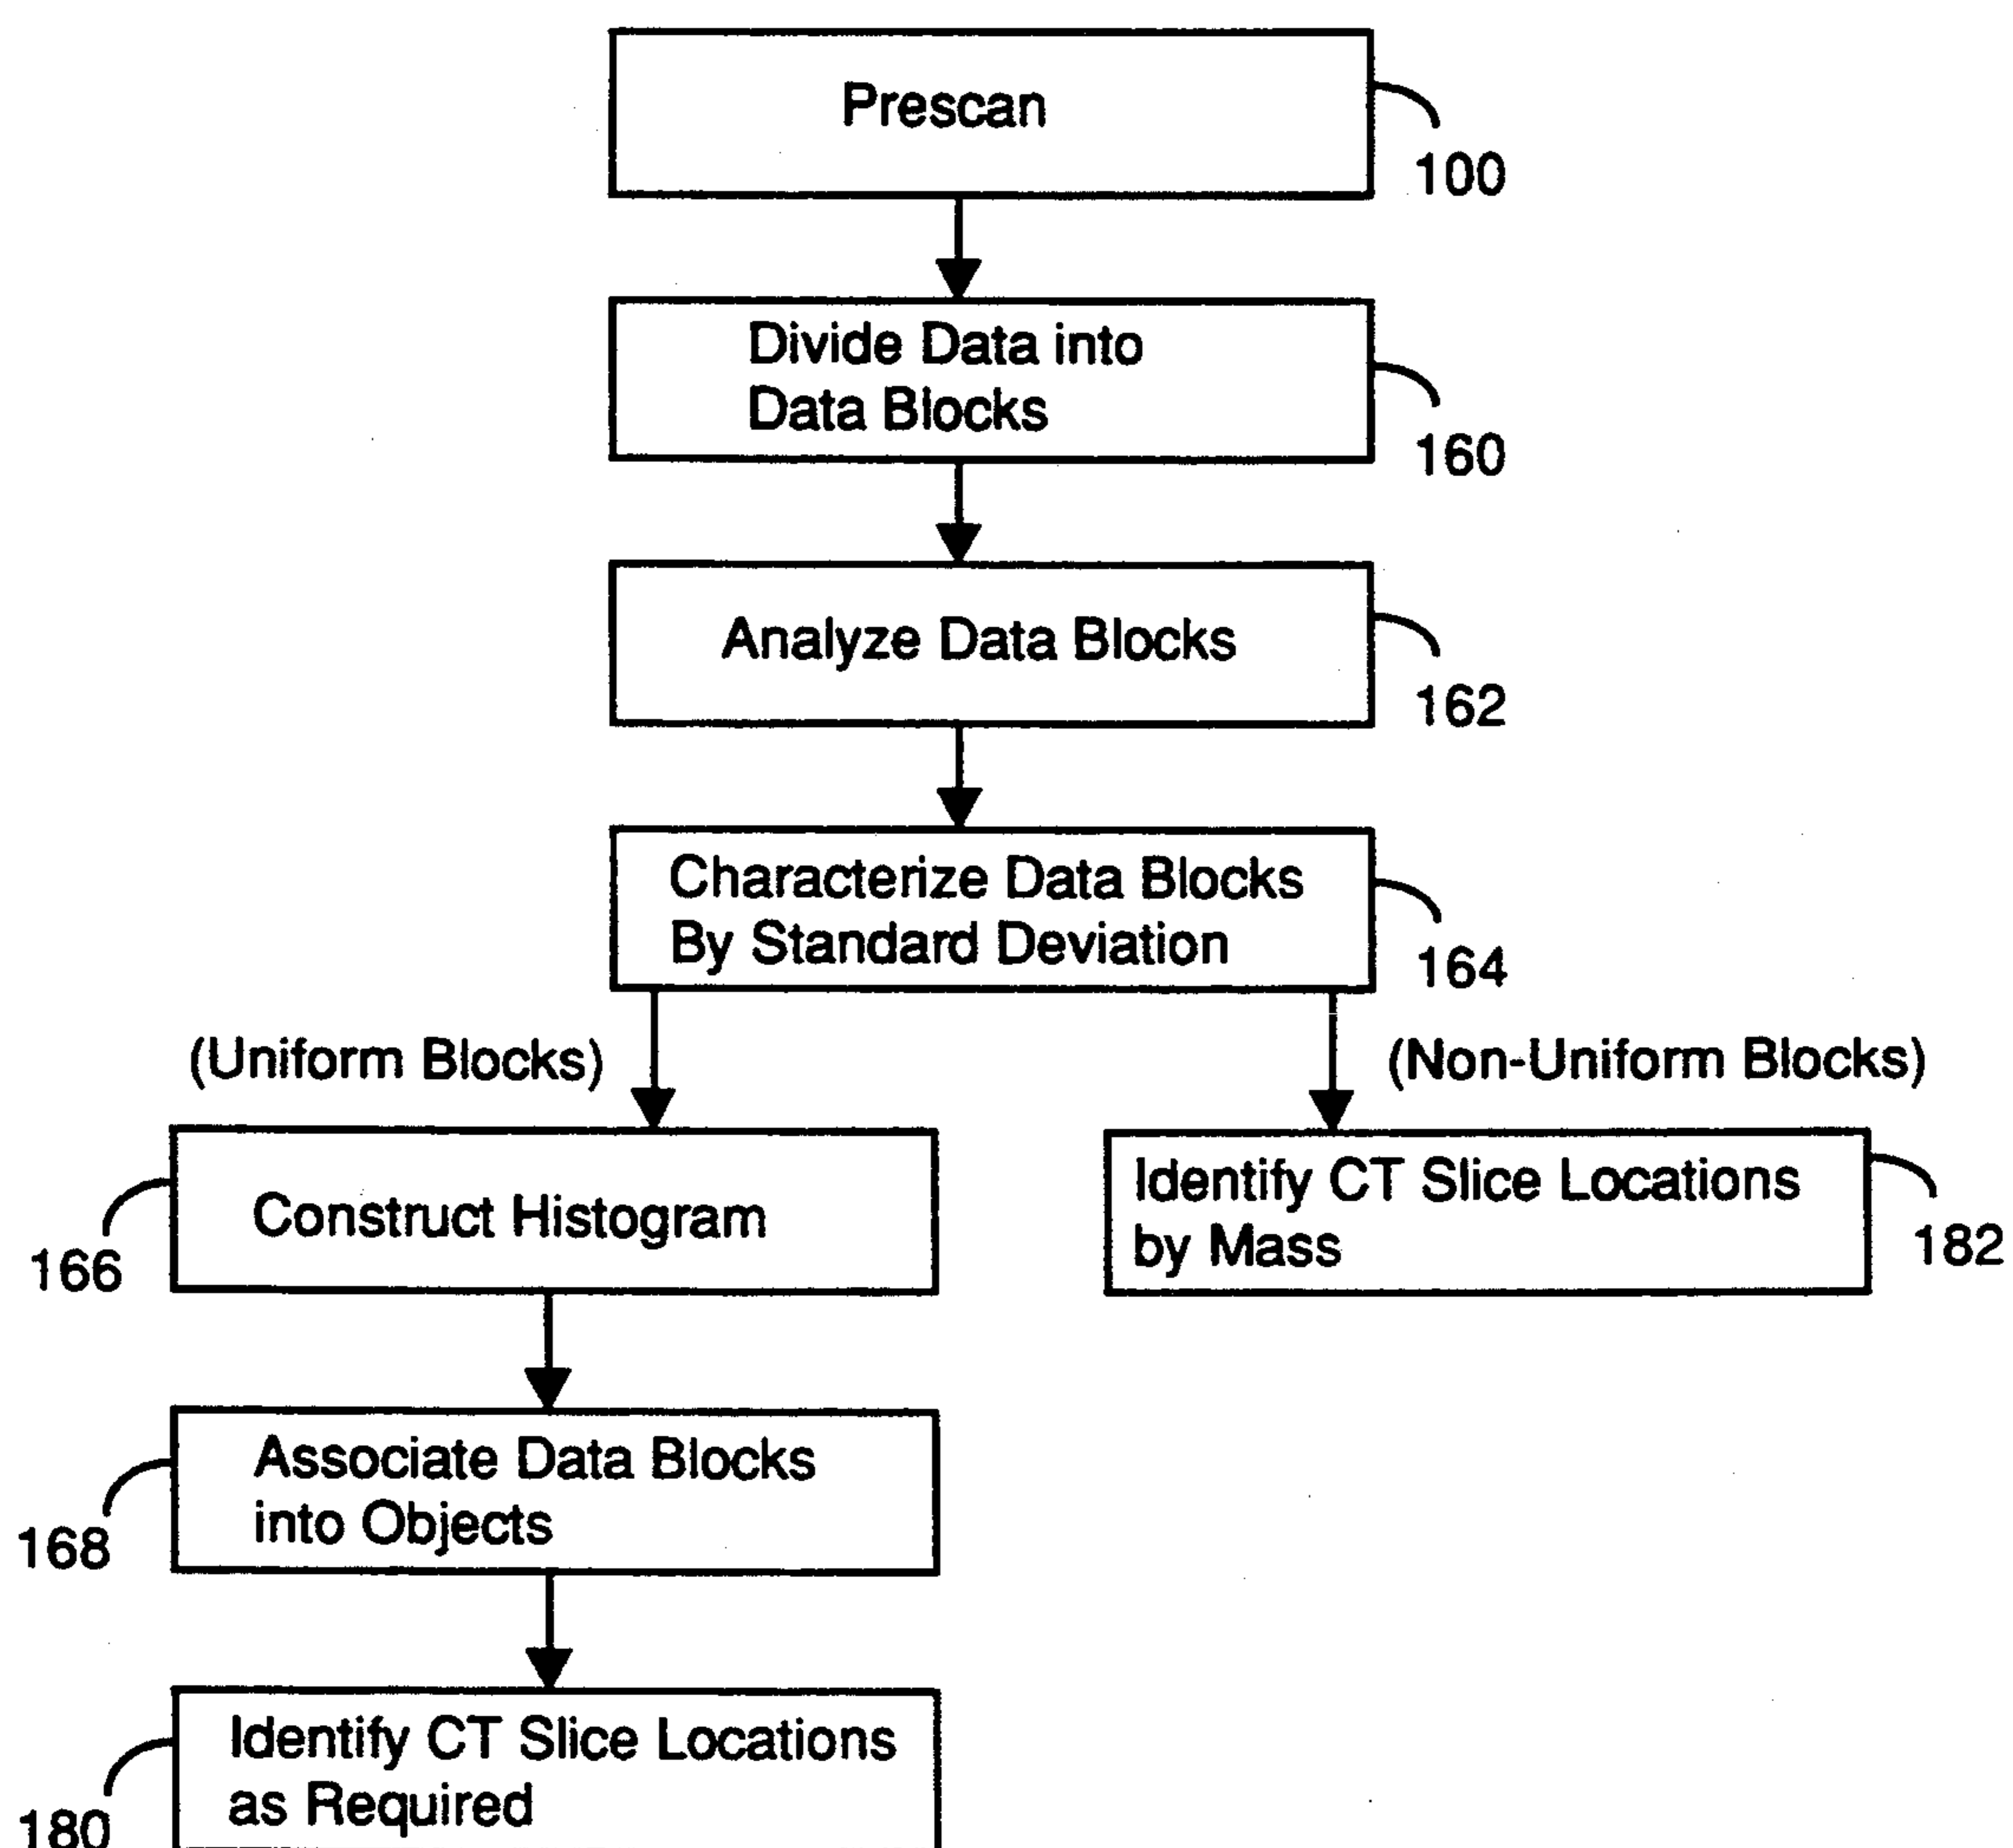 Prescan
100
Divide Data into
Data Blocks
160
Analyze Data Blocks
162
Characterize Data Blocks
By Standard Deviation
164
(Uniform Blocks)
(Non-Uniform Blocks)
Construct Histogram
166
Identify CT Slice Locations
by Mass
182
Associate Data Blocks
into Objects
168
Identify CT Slice Locations
as Required
180